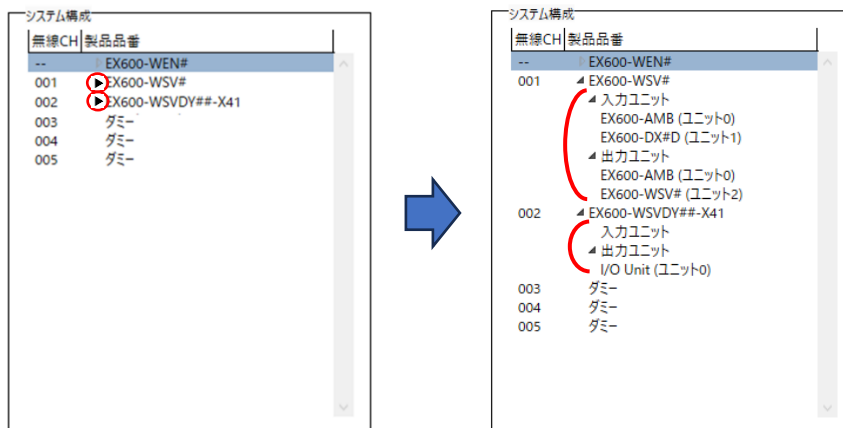 システム構成
無線CH 製品品番
-- EX600-WEN#
001 EX600-WSV#
002 EX600-WSVDY##-X41
003 ダミー
004 ダミー
005 ダミー
システム構成
無線CH 製品品番
-- EX600-WEN#
001 EX600-WSV#
入力ユニット
EX600-AMB (ユニット0)
EX600-DX#D (ユニット1)
出力ユニット
EX600-AMB (ユニット0)
EX600-WSV# (ユニット2)
002 EX600-WSVDY##-X41
入力ユニット
出力ユニット
I/O Unit (ユニット0)
003 ダミー
004 ダミー
005 ダミー